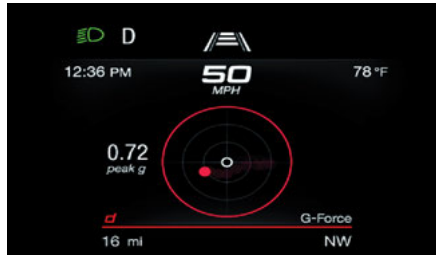 D
12:36 PM
50
MPH
78 °F
0.72
peak g
d
G-Force
16 mi
NW